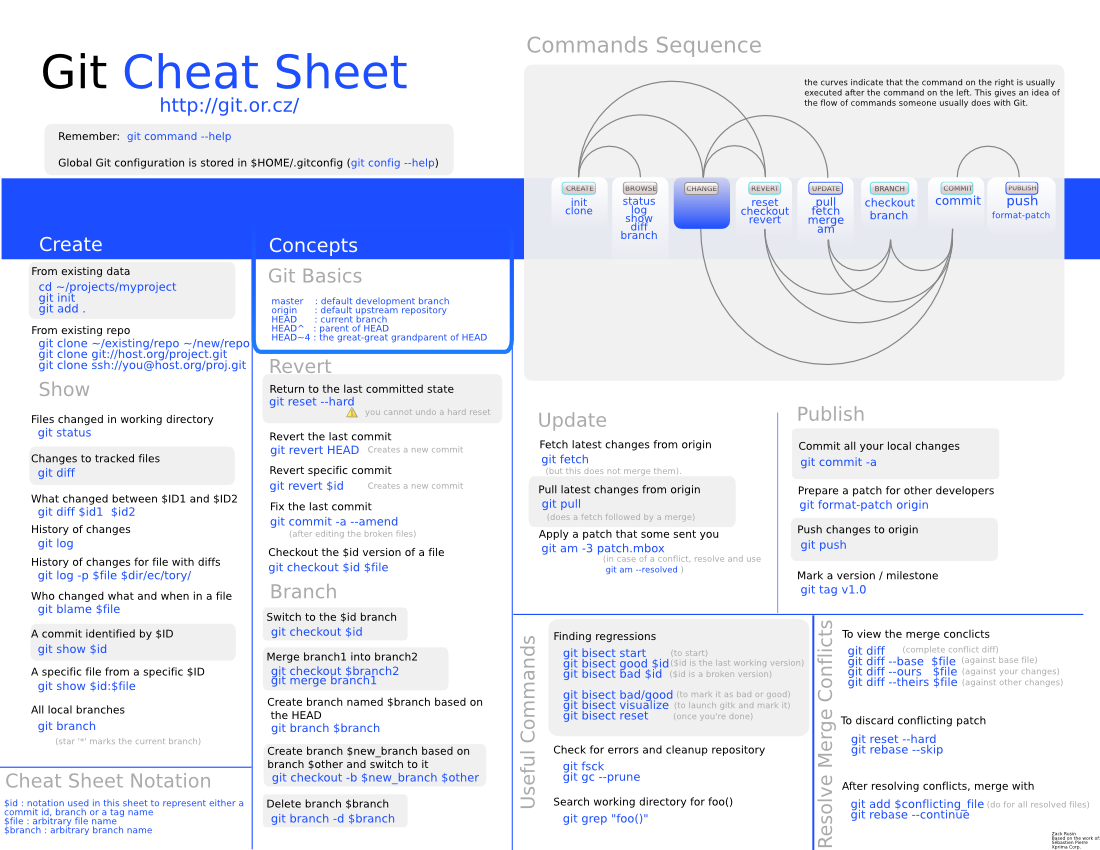 Git Cheat Sheet
http://git.or.cz/
Remember: git command --help
Global Git configuration is stored in $HOME/.gitconfig (git config --help)
Commands Sequence
the curves indicate that the command on the right is usually
executed after the command on the left. This gives an idea of
the flow of commands someone usually does with Git.
CREATE
init
clone
BROWSE
status
log
show
diff
branch
CHANGE
REVERT
reset
checkout
revert
UPDATE
pull
fetch
merge
am
BRANCH
checkout
branch
COMMIT
commit
PUBLISH
push
format-patch
Create
From existing data
cd ~/projects/myproject
git init
git add .
From existing repo
git clone ~/existing/repo ~/new/repo
git clone git://host.org/project.git
git clone ssh://you@host.org/proj.git
Show
Files changed in working directory
git status
Changes to tracked files
git diff
What changed between $ID1 and $ID2
git diff $id1 $id2
History of changes
git log
History of changes for file with diffs
git log -p $file $dir/ec/tory/
Who changed what and when in a file
git blame $file
A commit identified by $ID
git show $id
A specific file from a specific $ID
git show $id:$file
All local branches
git branch
(star '*' marks the current branch)
Cheat Sheet Notation
$id : notation used in this sheet to represent either a
commit id, branch or a tag name
$file : arbitrary file name
$branch : arbitrary branch name
Concepts
Git Basics
master : default development branch
origin : default upstream repository
HEAD : current branch
HEAD^ : parent of HEAD
HEAD~4 : the great-great grandparent of HEAD
Revert
Return to the last committed state
git reset --hard
you cannot undo a hard reset
Revert the last commit
git revert HEAD Creates a new commit
Revert specific commit
git revert $id Creates a new commit
Fix the last commit
git commit -a --amend
(after editing the broken files)
Checkout the $id version of a file
git checkout $id $file
Branch
Switch to the $id branch
git checkout $id
Merge branch1 into branch2
git checkout $branch2
git merge branch1
Create branch named $branch based on
the HEAD
git branch $branch
Create branch $new_branch based on
branch $other and switch to it
git checkout -b $new_branch $other
Delete branch $branch
git branch -d $branch
Update
Fetch latest changes from origin
git fetch
(but this does not merge them).
Pull latest changes from origin
git pull
(does a fetch followed by a merge)
Apply a patch that some sent you
git am -3 patch.mbox
(in case of a conflict, resolve and use
git am --resolved )
Publish
Commit all your local changes
git commit -a
Prepare a patch for other developers
git format-patch origin
Push changes to origin
git push
Mark a version / milestone
git tag v1.0
Useful Commands
Finding regressions
git bisect start (to start)
git bisect good $id ($id is the last working version)
git bisect bad $id ($id is a broken version)
git bisect bad/good (to mark it as bad or good)
git bisect visualize (to launch gitk and mark it)
git bisect reset (once you're done)
Check for errors and cleanup repository
git fsck
git gc --prune
Search working directory for foo()
git grep "foo()"
Resolve Merge Conflicts
To view the merge conclicts
git diff (complete conflict diff)
git diff --base $file (against base file)
git diff --ours $file (against your changes)
git diff --theirs $file (against other changes)
To discard conflicting patch
git reset --hard
git rebase --skip
After resolving conflicts, merge with
git add $conflicting_file (do for all resolved files)
git rebase --continue
Zack Rusin
Based on the work of:
Sébastien Pierre
Xprima Corp.